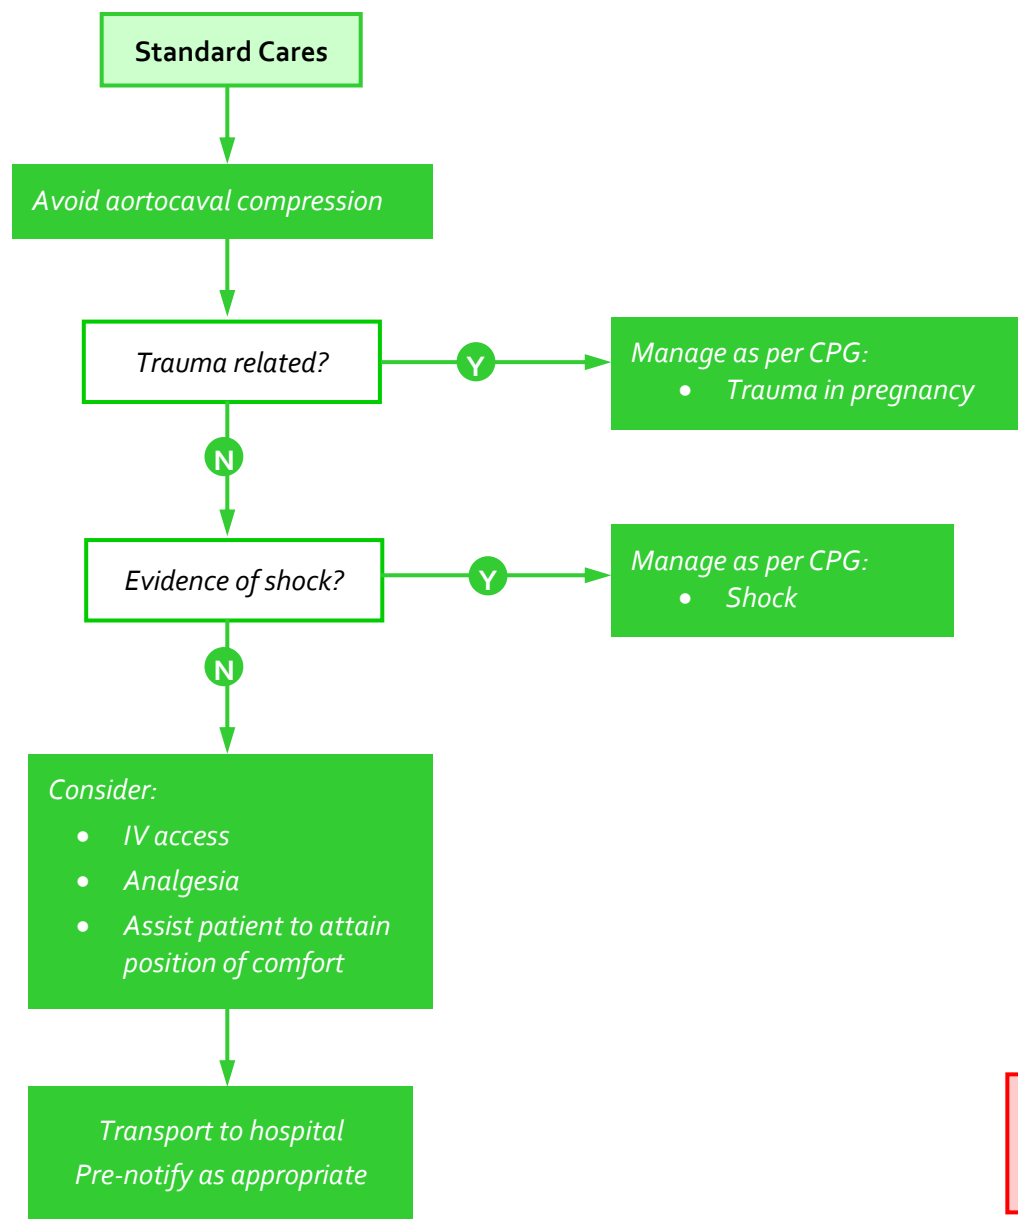 Standard Cares
Avoid aortocaval compression
Trauma related?
Y
Manage as per CPG:
• Trauma in pregnancy
N
Evidence of shock?
Y
Manage as per CPG:
• Shock
N
Consider:
• IV access
• Analgesia
• Assist patient to attain
position of comfort
Transport to hospital
Pre-notify as appropriate